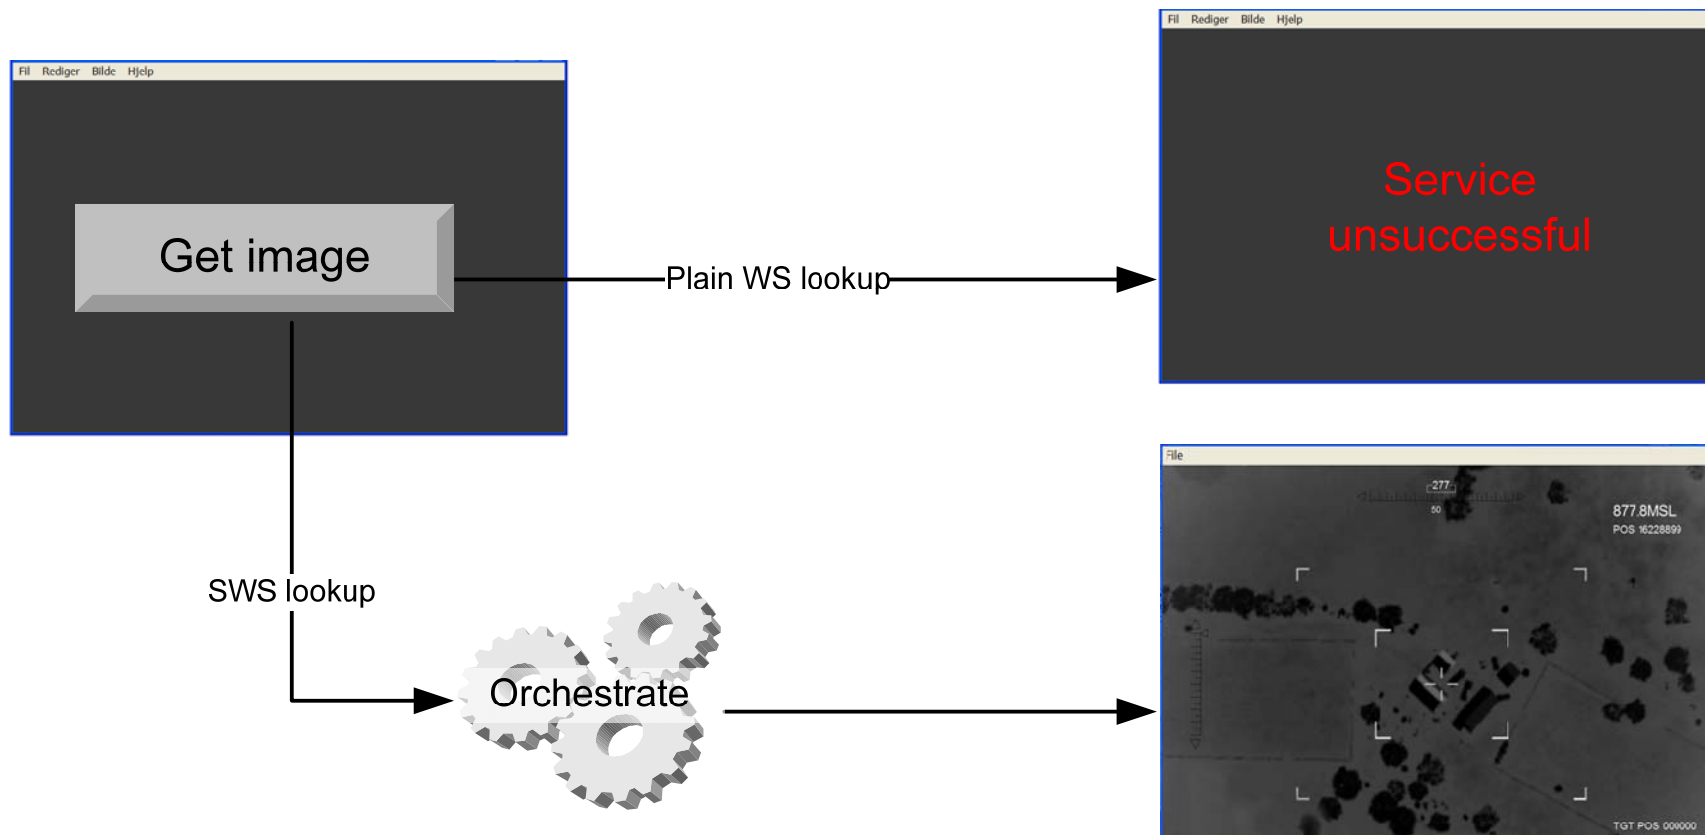 Fil Rediger Bilde Hjelp
Get image
Plain WS lookup
Fil Rediger Bilde Hjelp
Service
unsuccessful
SWS lookup
Orchestrate
File
277
50
877.8MSL
POS 16228899
TGT POS 000000